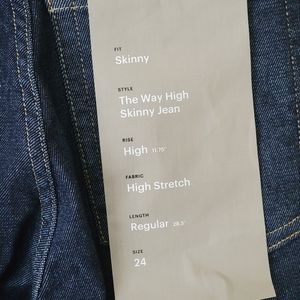 FIT
Skinny
STYLE
The Way High
Skinny Jean
RISE
High 11.75"
FABRIC
High Stretch
LENGTH
Regular 28.5"
SIZE
24